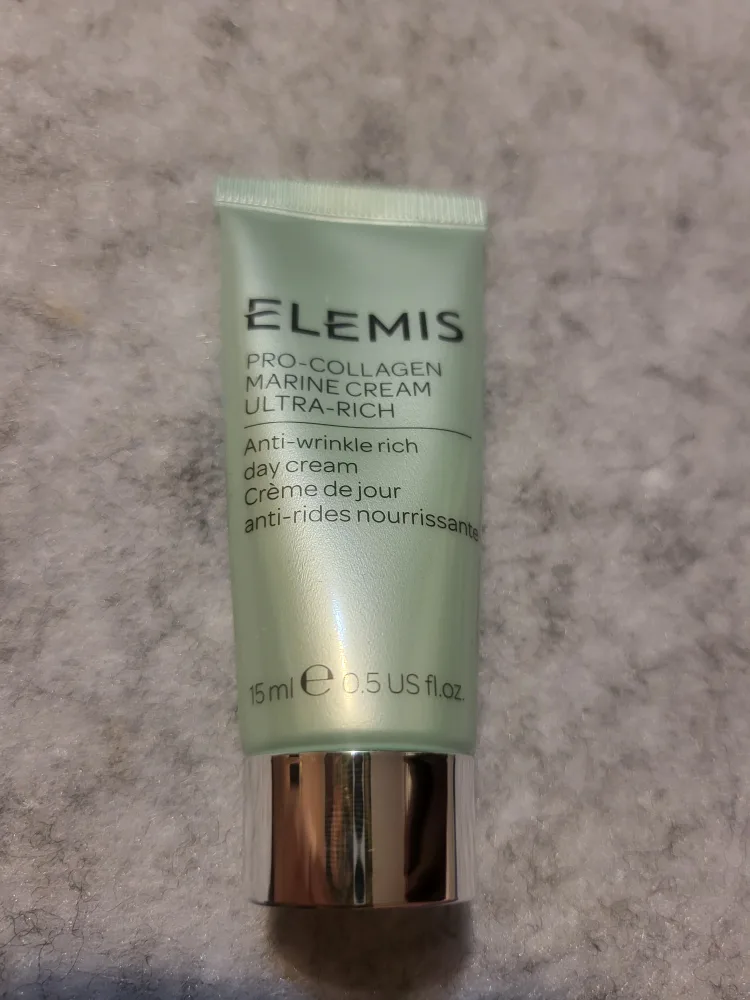 ELEMIS
PRO-COLLAGEN
MARINE CREAM
ULTRA-RICH
Anti-wrinkle rich
day cream
Crème de jour
anti-rides nourrissante
15 ml e 0.5 US fl.oz.